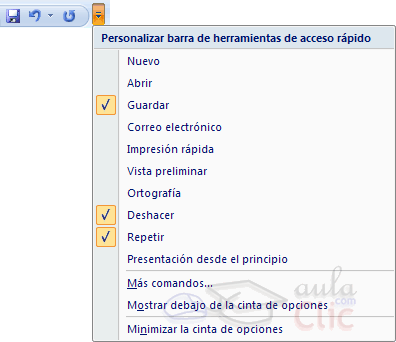 Personalizar barra de herramientas de acceso rápido
Nuevo
Abrir
Guardar
Correo electrónico
Impresión rápida
Vista preliminar
Ortografía
Deshacer
Repetir
Presentación desde el principio
Más comandos...
Mostrar debajo de la cinta de opciones
Minimizar la cinta de opciones
aula
.com
Clic